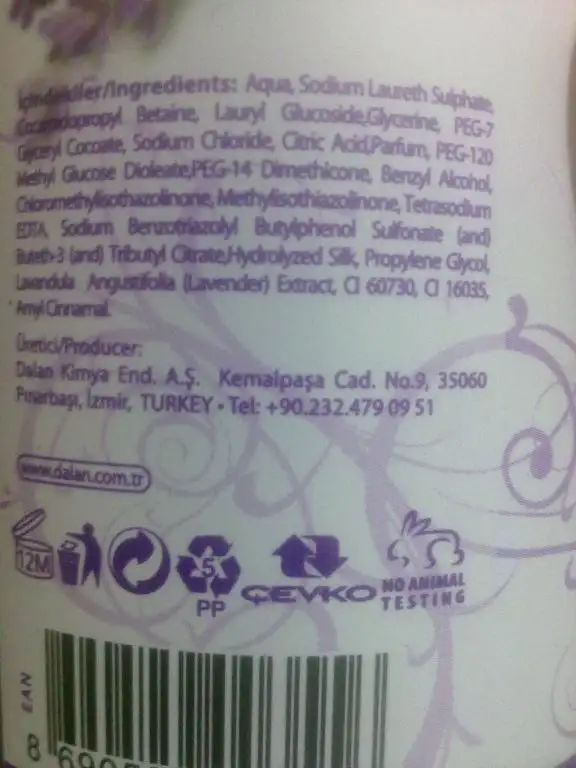 İçindekiler/Ingredients: Aqua, Sodium Laureth Sulphate,
Cocamidopropyl Betaine, Lauryl Glucoside,Glycerine, PEG-7
Glyceryl Cocoate, Sodium Chloride, Citric Acid,Parfum, PEG-120
Methyl Glucose Dioleate,PEG-14 Dimethicone, Benzyl Alcohol,
Chloromethylisothazolinone, Methylisothiazolinone, Tetrasodium
EDTA, Sodium Benzotriazolyl Butylphenol Sulfonate (and)
Buteth-3 (and) Tributyl Citrate,Hydrolyzed Silk, Propylene Glycol,
Lavandula Angustifolia (Lavender) Extract, CI 60730, CI 16035,
Amyl Cinnamal.
Üretici/Producer:
Dalan Kimya End. A.Ş. Kemalpaşa Cad. No.9, 35060
Pınarbaşı, İzmir, TURKEY • Tel: +90.232.479 09 51
www.dalan.com.tr
12M
5
PP
ÇEVKO
NO ANIMAL
TESTING
EAN
8 690